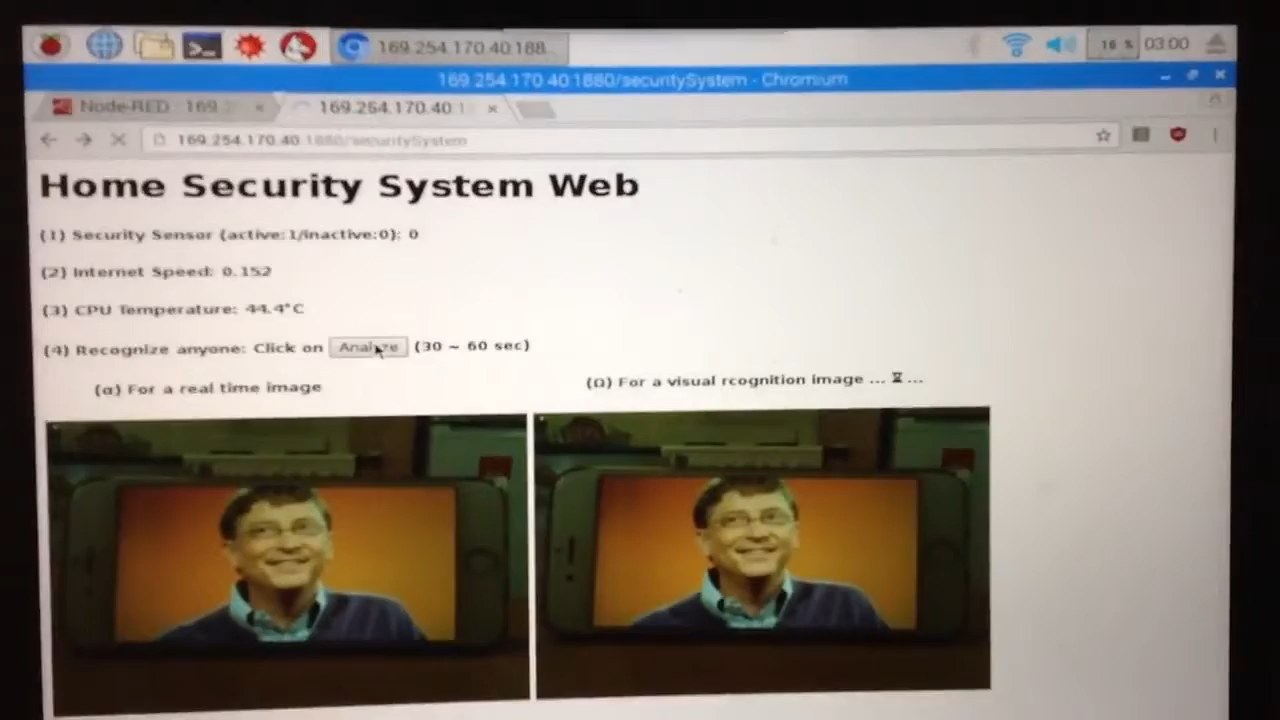 169.254.170.40:188...
16 % 03:00
169.254.170.40:1880/securitySystem - Chromium
Node-RED : 169.2
169.254.170.40:1
169.254.170.40:1880/securitySystem
Home Security System Web
(1) Security Sensor (active:1/inactive:0): 0
(2) Internet Speed: 0.152
(3) CPU Temperature: 44.4°C
(4) Recognize anyone: Click on Analyze (30 ~ 60 sec)
(α) For a real time image
(Ω) For a visual rcognition image ... ⌛ ...